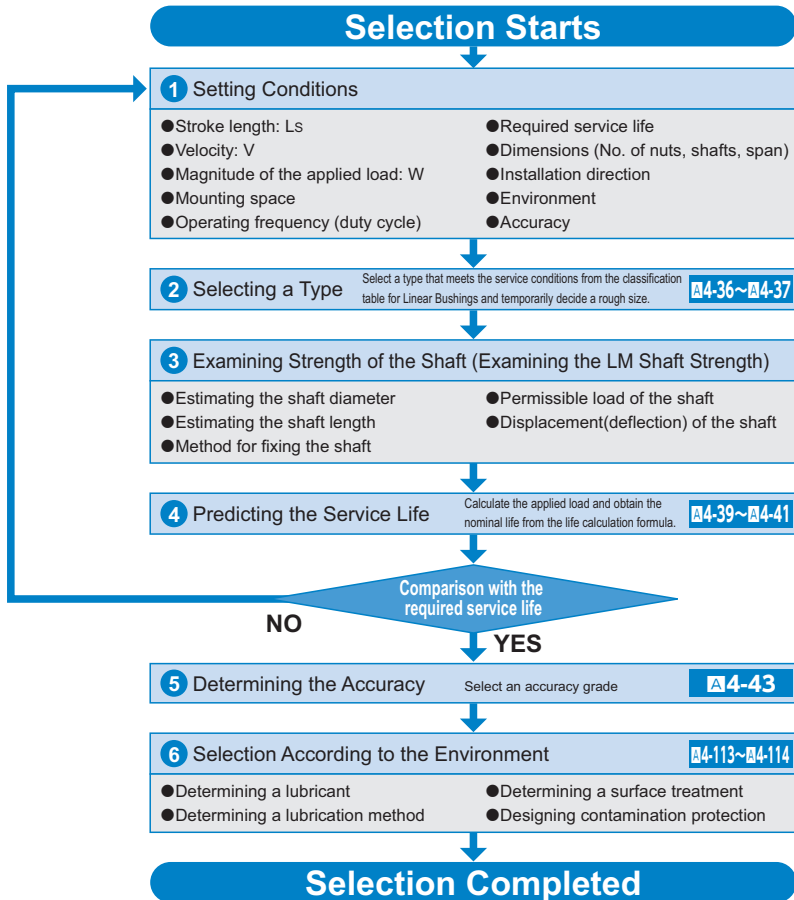 Selection Starts
1 Setting Conditions
●Stroke length: Ls
●Velocity: V
●Magnitude of the applied load: W
●Mounting space
●Operating frequency (duty cycle)
●Required service life
●Dimensions (No. of nuts, shafts, span)
●Installation direction
●Environment
●Accuracy
2 Selecting a Type
Select a type that meets the service conditions from the classification
table for Linear Bushings and temporarily decide a rough size.
A4-36~A4-37
3 Examining Strength of the Shaft (Examining the LM Shaft Strength)
●Estimating the shaft diameter
●Estimating the shaft length
●Method for fixing the shaft
●Permissible load of the shaft
●Displacement(deflection) of the shaft
4 Predicting the Service Life
Calculate the applied load and obtain the
nominal life from the life calculation formula.
A4-39~A4-41
Comparison with the
required service life
NO
YES
5 Determining the Accuracy
Select an accuracy grade
A4-43
6 Selection According to the Environment
A4-113~A4-114
●Determining a lubricant
●Determining a lubrication method
●Determining a surface treatment
●Designing contamination protection
Selection Completed